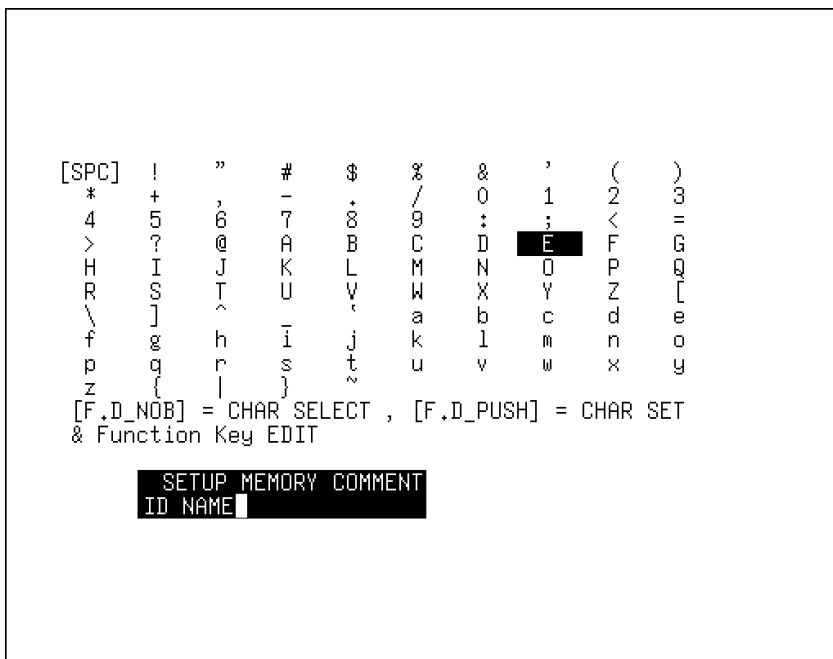 [SPC] ! " # $ % & ' ( )
* + , - . / 0 1 2 3
4 5 6 7 8 9 : ; < =
> ? @ A B C D E F G
H I J K L M N O P Q
R S T U V W X Y Z [
\ ] ^ _ ‘ a b c d e
f g h i j k l m n o
p q r s t u v w x y
z { | } ~
[F.D_NOB] = CHAR SELECT , [F.D_PUSH] = CHAR SET
& Function Key EDIT
SETUP MEMORY COMMENT
ID NAME